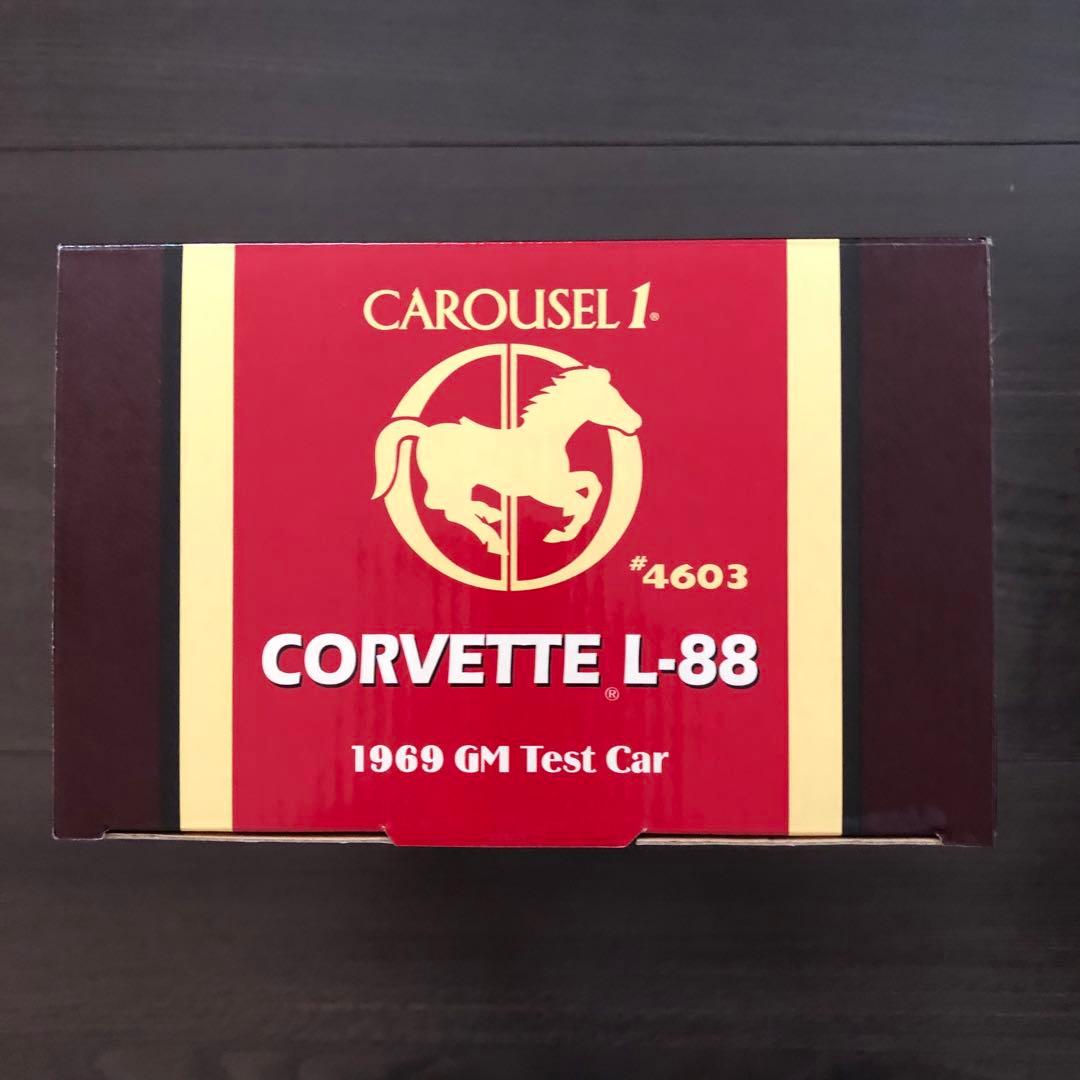 CAROUSEL 1®
#4603
CORVETTE® L-88
1969 GM Test Car